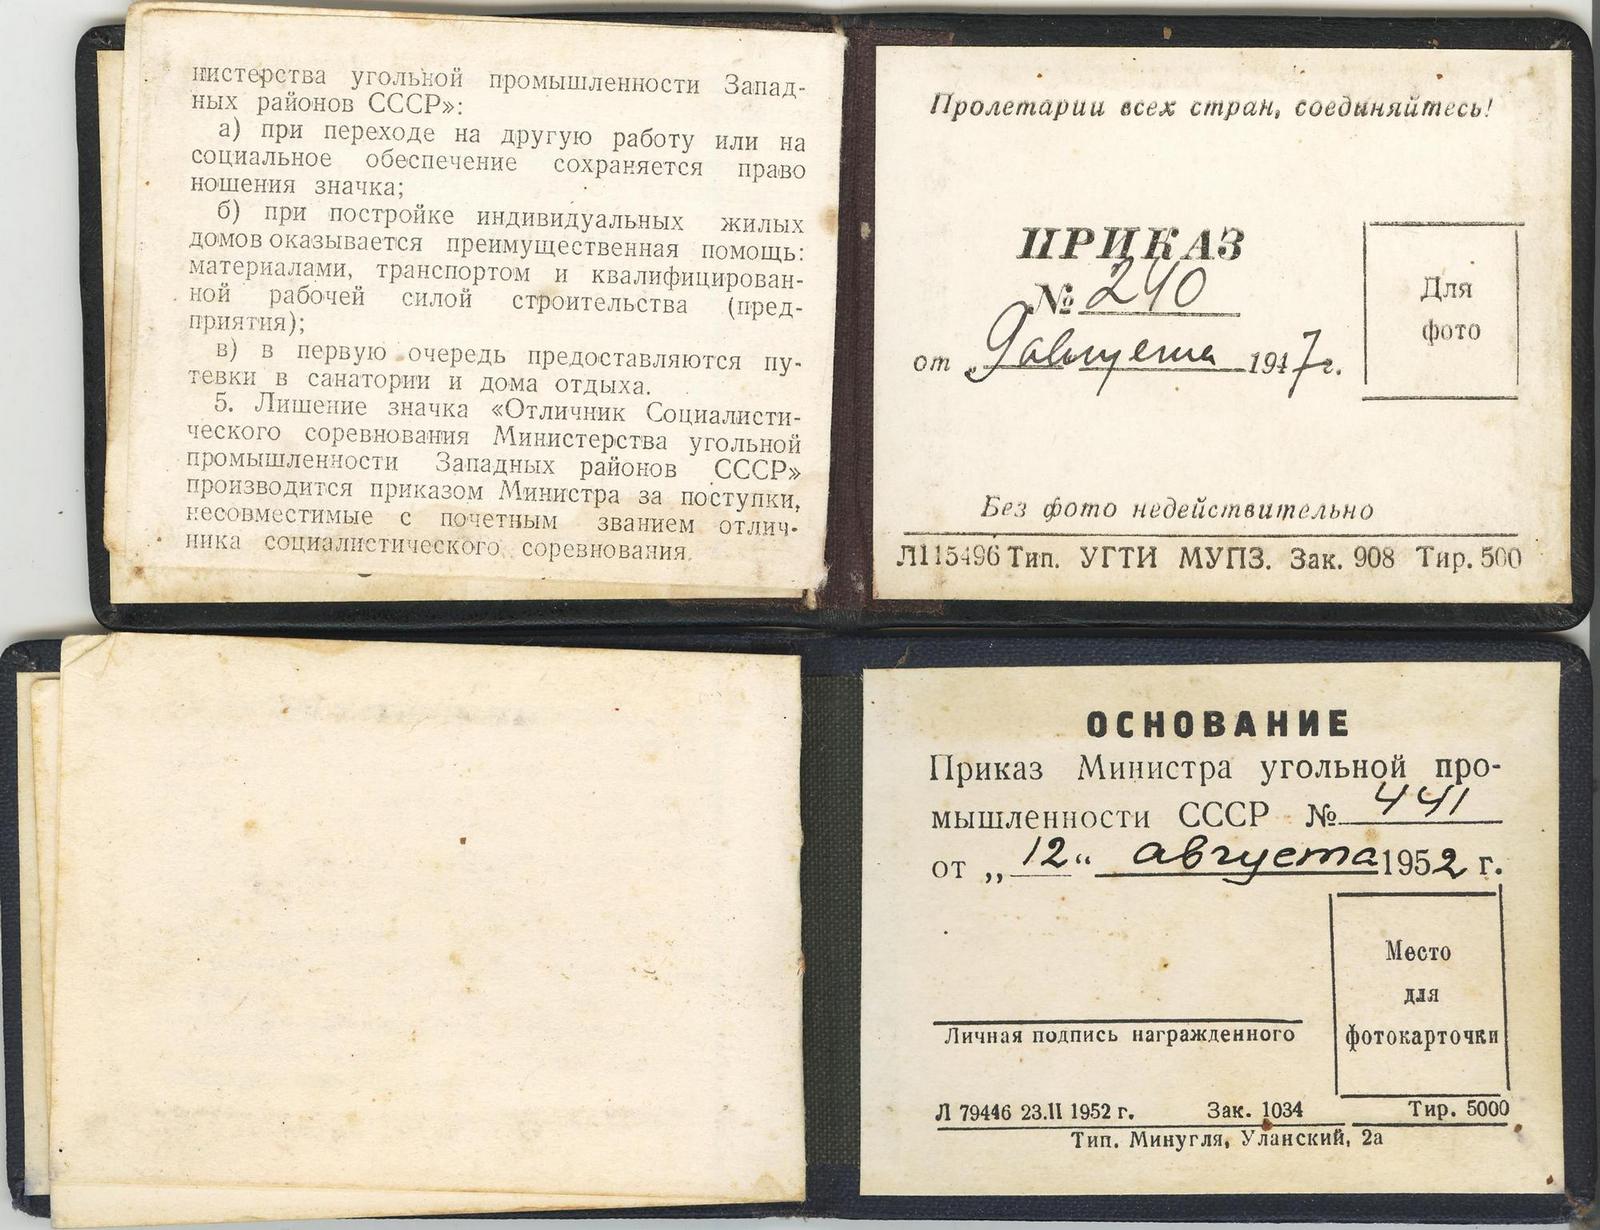 нистерства угольной промышленности Запад-
ных районов СССР»:
а) при переходе на другую работу или на
социальное обеспечение сохраняется право
ношения значка;
б) при постройке индивидуальных жилых
домов оказывается преимущественная помощь:
материалами, транспортом и квалифицирован-
ной рабочей силой строительства (пред-
приятия);
в) в первую очередь предоставляются пу-
тевки в санатории и дома отдыха.
5. Лишение значка «Отличник Социалисти-
ческого соревнования Министерства угольной
промышленности Западных районов СССР»
производится приказом Министра за поступки,
несовместимые с почетным званием отлич-
ника социалистического соревнования.
Пролетарии всех стран, соединяйтесь!
ПРИКАЗ
№ 240
от „9 августа 1947 г.
Для
фото
Без фото недействительно
Л115496 Тип. УГТИ МУПЗ. Зак. 908 Тир. 500
ОСНОВАНИЕ
Приказ Министра угольной про-
мышленности СССР № 441
от „12“ августа 1952 г.
Место
для
фотокарточки
Личная подпись награжденного
Л 79446 23.II 1952 г. Зак. 1034 Тир. 5000
Тип. Минугля, Уланский, 2а